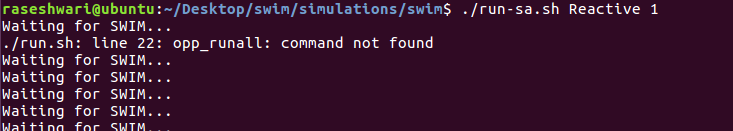 raseshwari@ubuntu:~/Desktop/swim/simulations/swim$ ./run-sa.sh Reactive 1
Waiting for SWIM...
./run.sh: line 22: opp_runall: command not found
Waiting for SWIM...
Waiting for SWIM...
Waiting for SWIM...
Waiting for SWIM...
Waiting for SWIM...